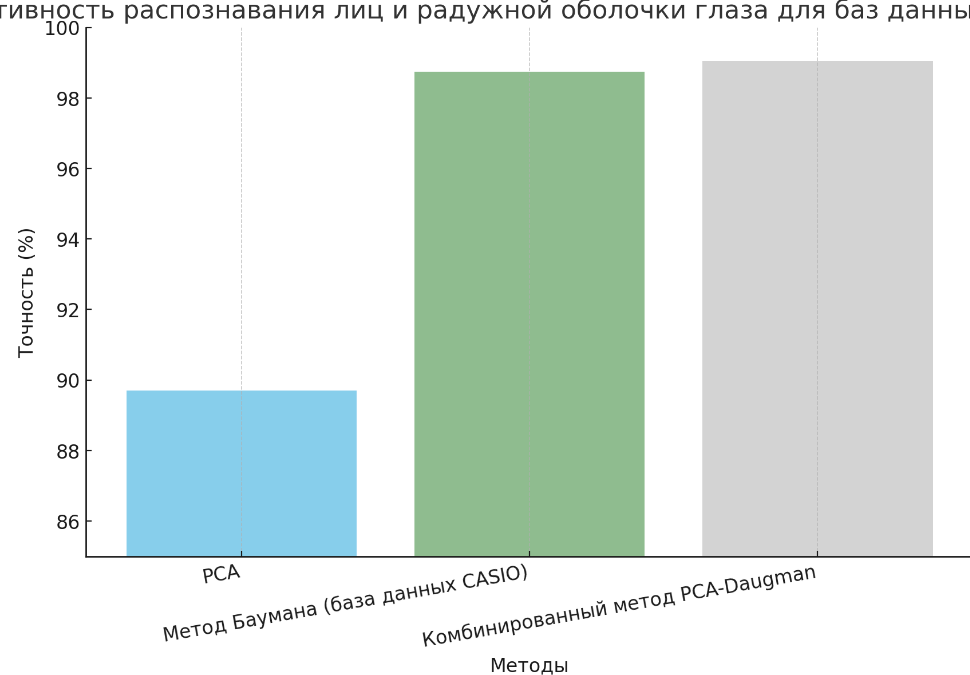 тивность распознавания лиц и радужной оболочки глаза для баз данны
100
98
96
94
92
90
88
86
Точность (%)
PCA
Метод Баумана (база данных CASIO)
Комбинированный метод PCA-Daugman
Методы